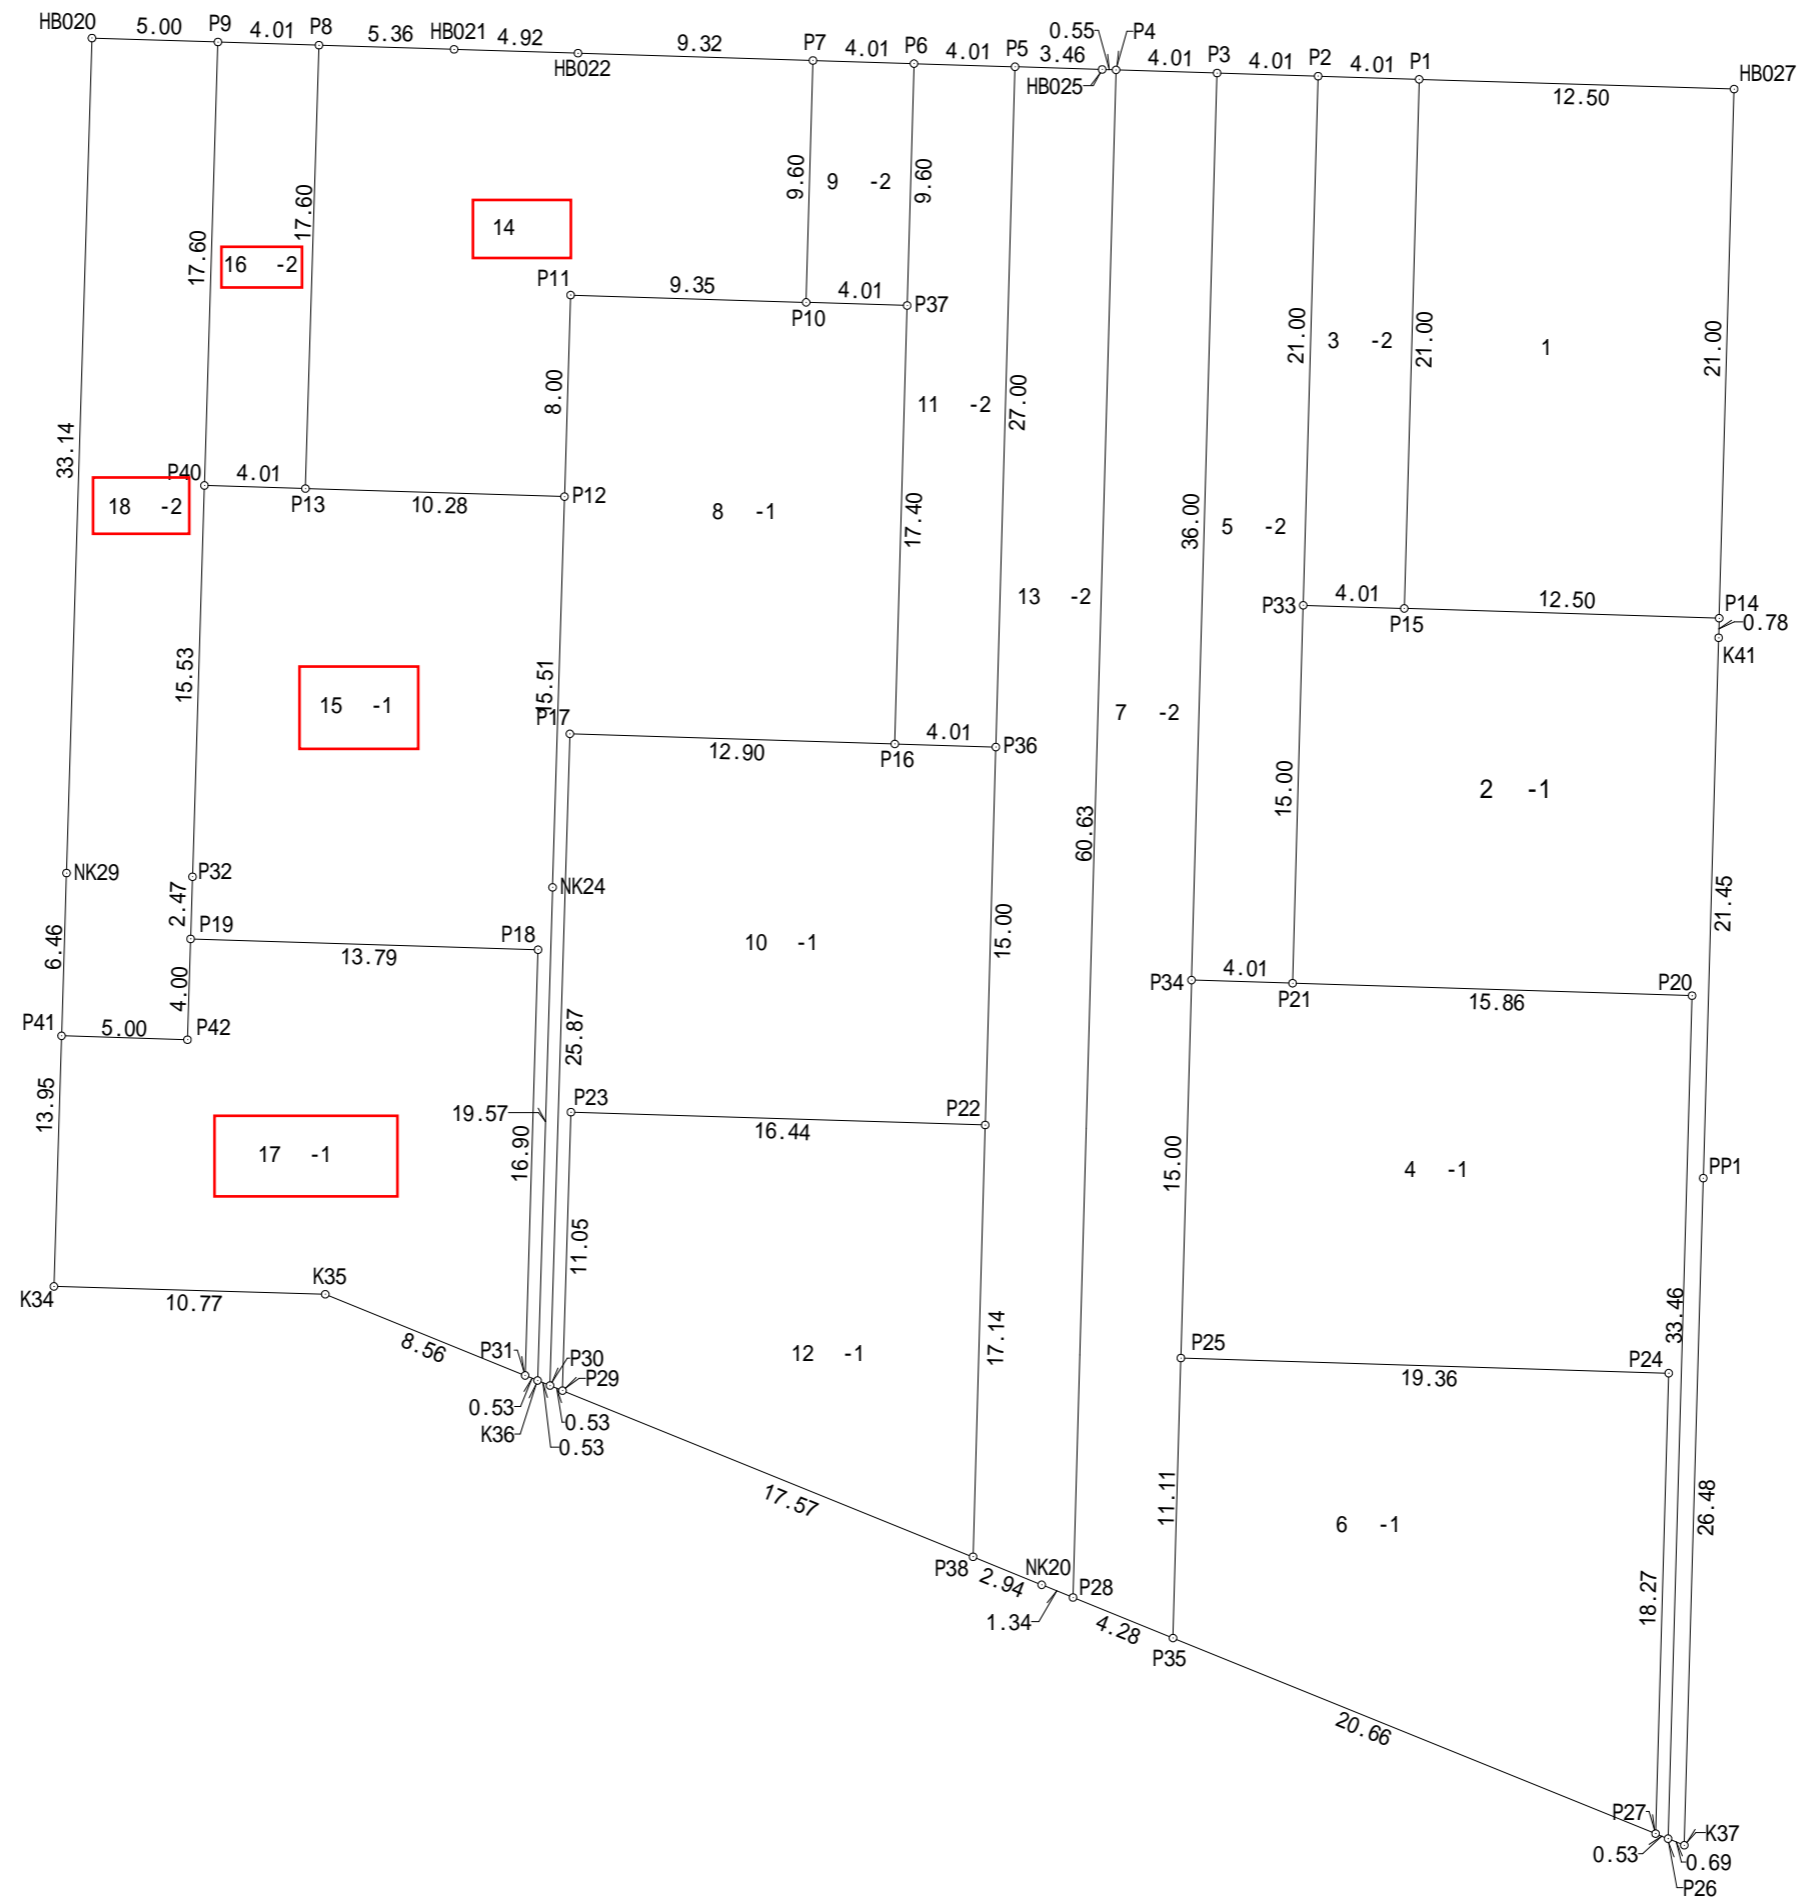 HB020 5.00 P9 4.01 P8 5.36 HB021 4.92 HB022 9.32 P7 4.01 P6 4.01 P5 3.46 HB025 0.55 P4 4.01 P3 4.01 P2 4.01 P1 12.50 HB027
9.60 9 -2 9.60
17.60 16 -2 17.60 14
P11 9.35 P10 4.01 P37
21.00 3 -2 21.00 1 21.00
33.14 8.00 11 -2 27.00
18 -2 P40 4.01 P13 10.28 P12
8 -1 17.40 36.00 5 -2
13 -2 P33 4.01 P15 12.50 P14 0.78 K41
15.53 15 -1 15.51
P17 12.90 P16 4.01 P36 7 -2
15.00 2 -1
60.63
NK29 P32 NK24
6.46 2.47 P19 13.79 P18 10 -1 15.00 21.45
4.00 P34 4.01 P21 15.86 P20
P41 5.00 P42 25.87
13.95 19.57 16.90 P23 16.44 P22
17 -1 15.00 4 -1 PP1
11.05
K34 10.77 K35 33.46
8.56 P31 P30 P29 12 -1 17.14 P25 19.36 P24
0.53 K36 0.53 0.53
17.57 11.11 6 -1 26.48
P38 2.94 NK20 1.34 P28 4.28 P35 18.27
20.66
P27 K37
0.53 0.69
P26